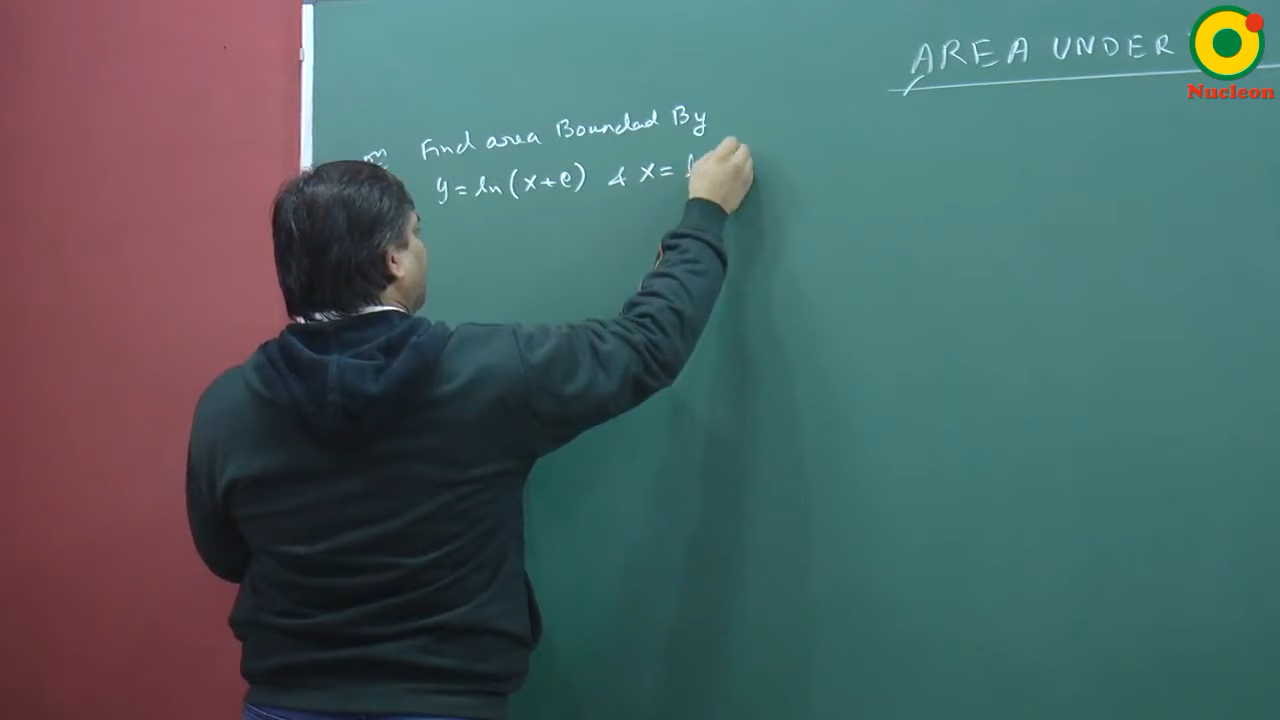 AREA UNDER
Nucleon
Find area Bounded By
y = ln(x+e) & x =